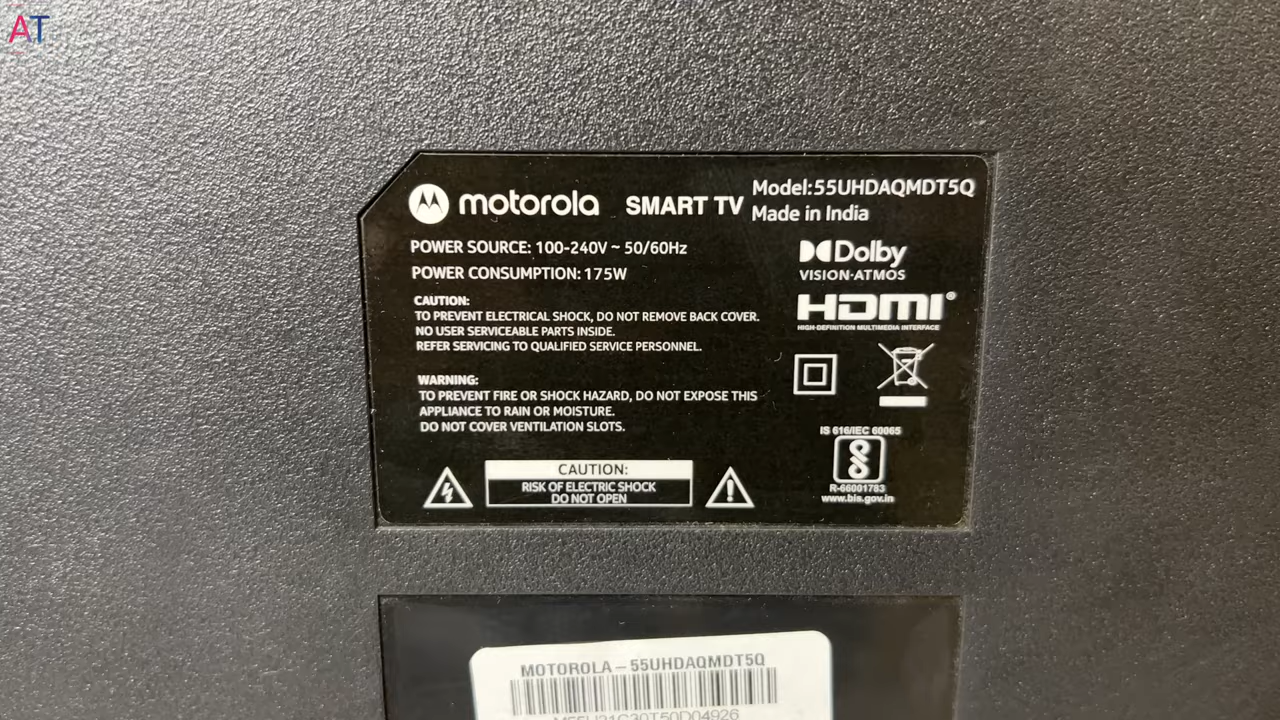 AT
motorola SMART TV
Model:55UHDAQMDT5Q
Made in India
POWER SOURCE: 100-240V ~ 50/60Hz
POWER CONSUMPTION: 175W
Dolby
VISION·ATMOS
HDMI®
HIGH-DEFINITION MULTIMEDIA INTERFACE
CAUTION:
TO PREVENT ELECTRICAL SHOCK, DO NOT REMOVE BACK COVER.
NO USER SERVICEABLE PARTS INSIDE.
REFER SERVICING TO QUALIFIED SERVICE PERSONNEL.
WARNING:
TO PREVENT FIRE OR SHOCK HAZARD, DO NOT EXPOSE THIS
APPLIANCE TO RAIN OR MOISTURE.
DO NOT COVER VENTILATION SLOTS.
CAUTION:
RISK OF ELECTRIC SHOCK
DO NOT OPEN
IS 616/IEC 60065
R-66001783
www.bis.gov.in
MOTOROLA – 55UHDAQMDT5Q